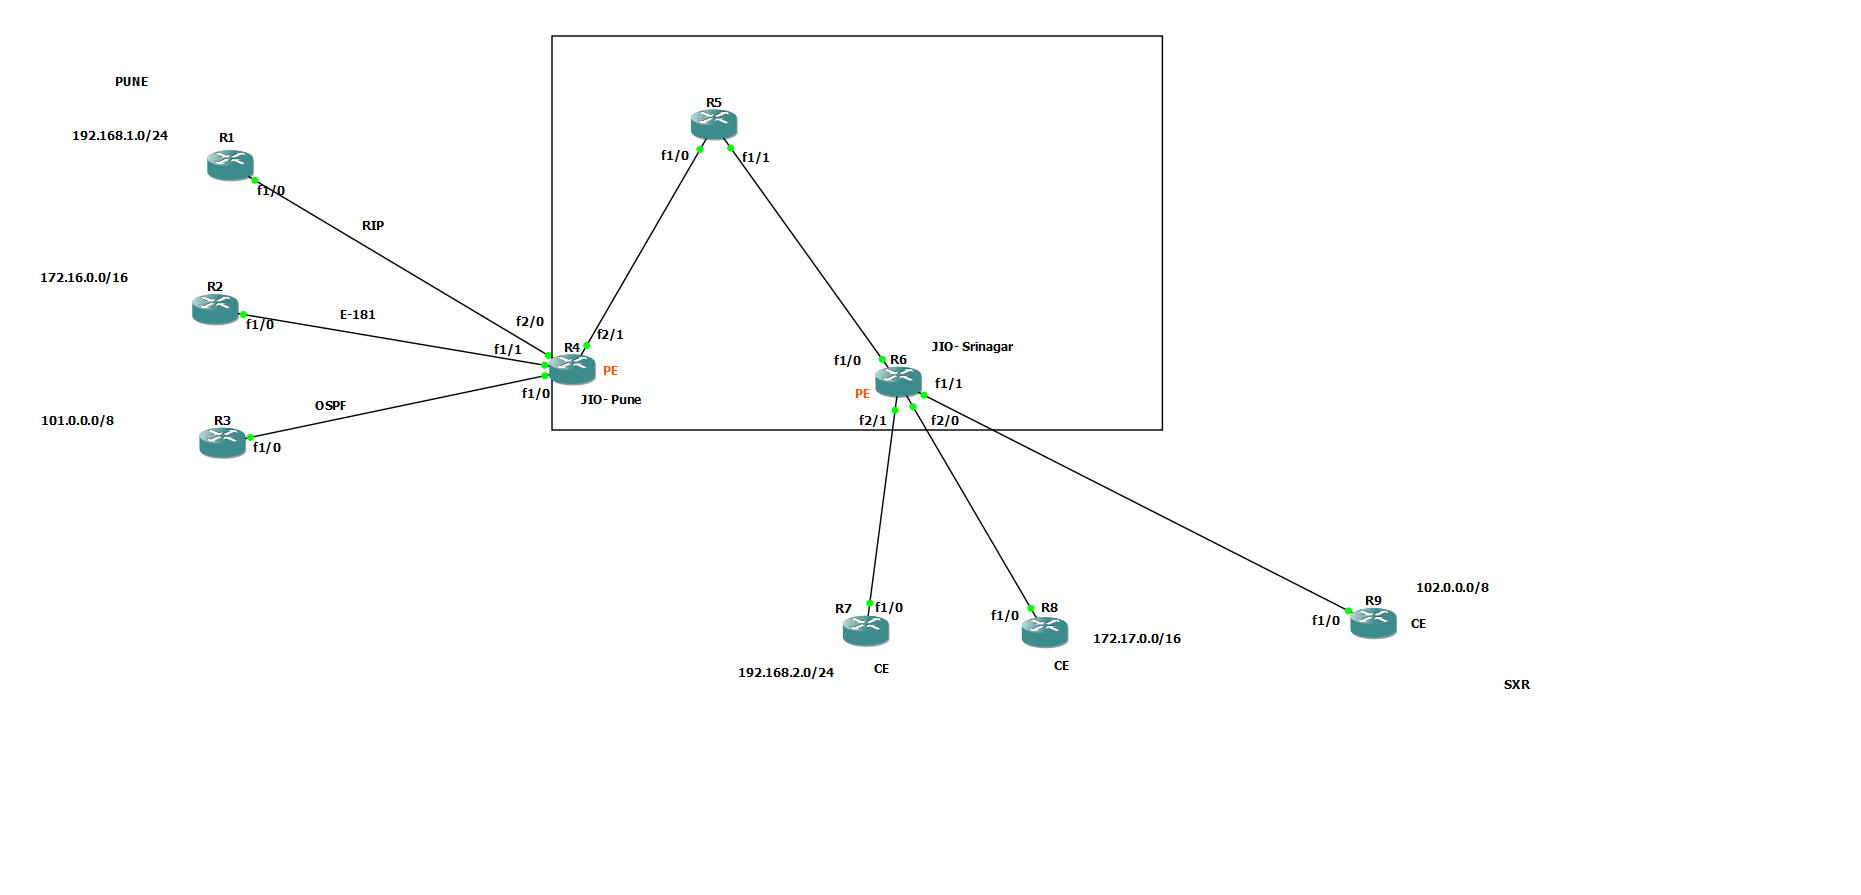 PUNE
192.168.1.0/24
R1
f1/0
RIP
172.16.0.0/16
R2
f1/0
E-181
f2/0
f1/1
R4
f2/1
PE
f1/0
JIO- Pune
OSPF
101.0.0.0/8
R3
f1/0
R5
f1/0
f1/1
JIO- Srinagar
f1/0
R6
f1/1
PE
f2/1
f2/0
R7
f1/0
CE
192.168.2.0/24
f1/0
R8
172.17.0.0/16
CE
102.0.0.0/8
R9
f1/0
CE
SXR